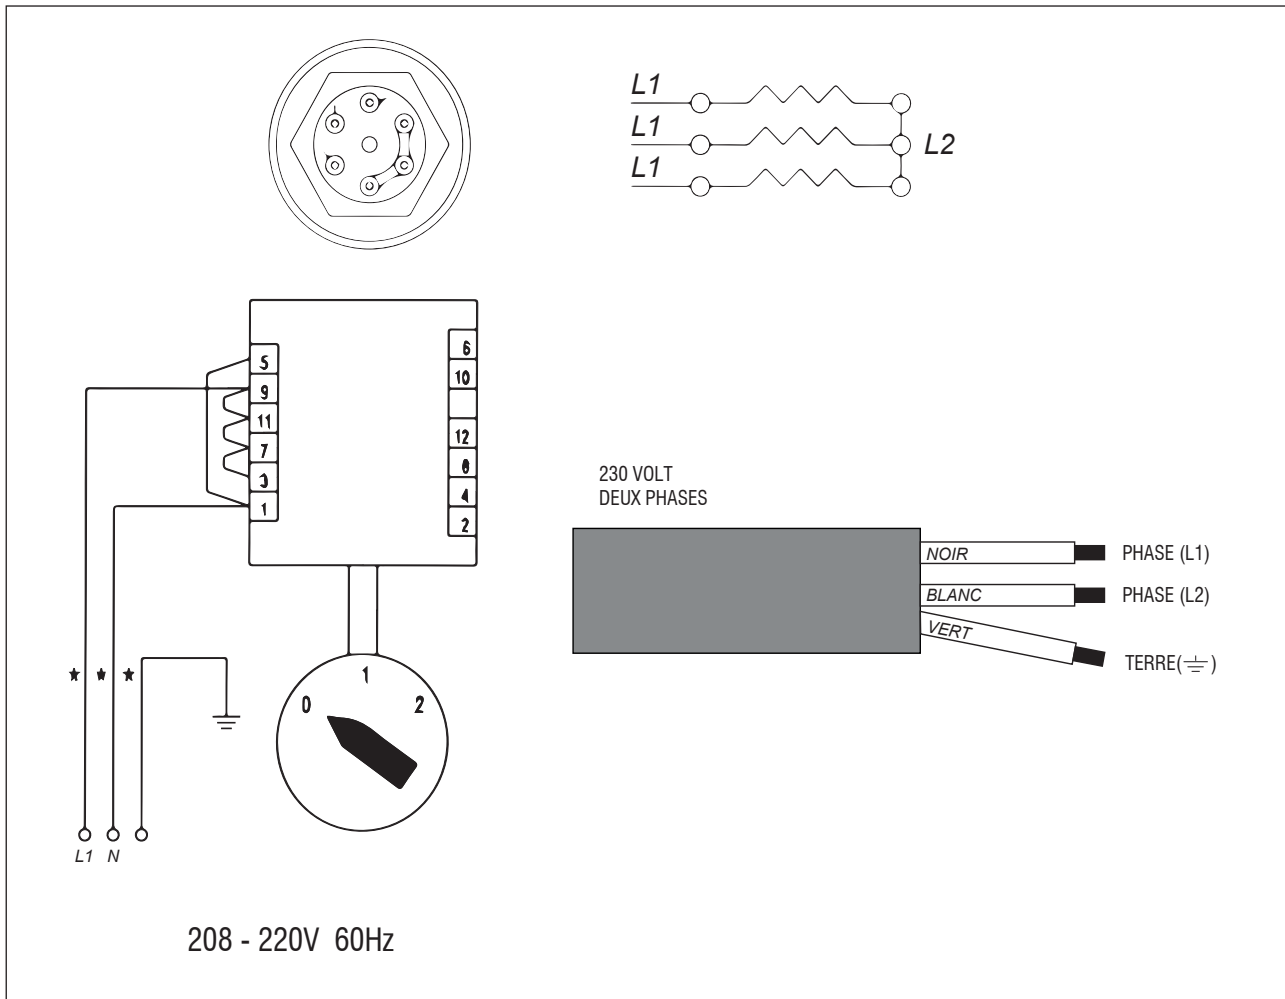 L1
L1
L1
L2
5
9
11
7
3
1
6
10
12
8
4
2
230 VOLT
DEUX PHASES
NOIR
PHASE (L1)
BLANC
PHASE (L2)
VERT
TERRE( )
0
1
2
L1 N
208 - 220V 60Hz